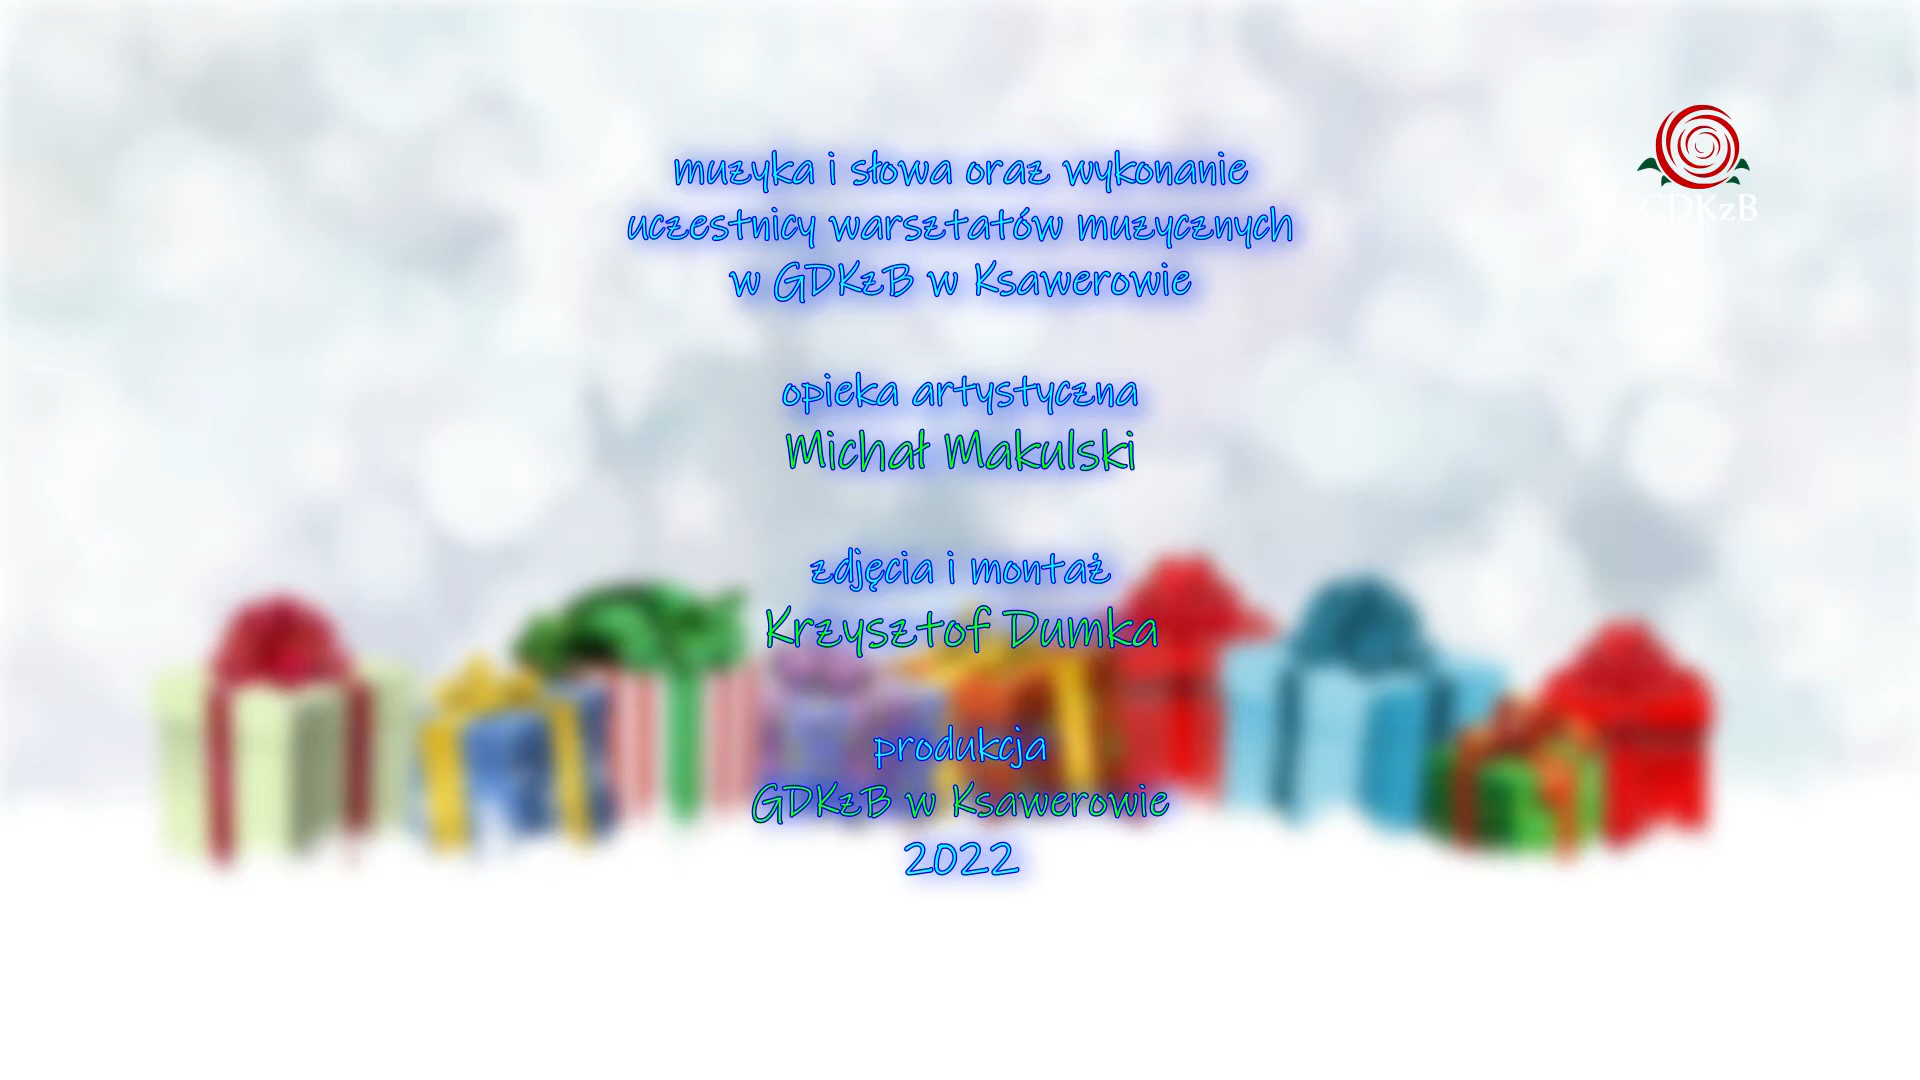 muzyka i słowa oraz wykonanie
uczestnicy warsztatów muzycznych
w GDKzB w Ksawerowie
opieka artystyczna
Michał Makulski
zdjęcia i montaż
Krzysztof Dumka
produkcja
GDKzB w Ksawerowie
2022
GDKzB